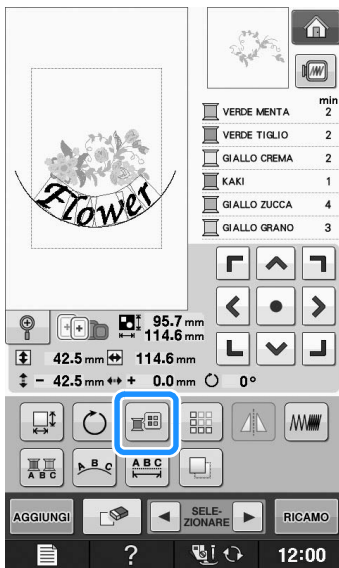 Flower
min
VERDE MENTA 2
VERDE TIGLIO 2
GIALLO CREMA 2
KAKI 1
GIALLO ZUCCA 4
GIALLO GRANO 3
95.7 mm
114.6 mm
42.5 mm 114.6 mm
- 42.5 mm + 0.0 mm 0°
A B C
A B C
A B C
AGGIUNGI
SELE-
ZIONARE
RICAMO
?
12:00